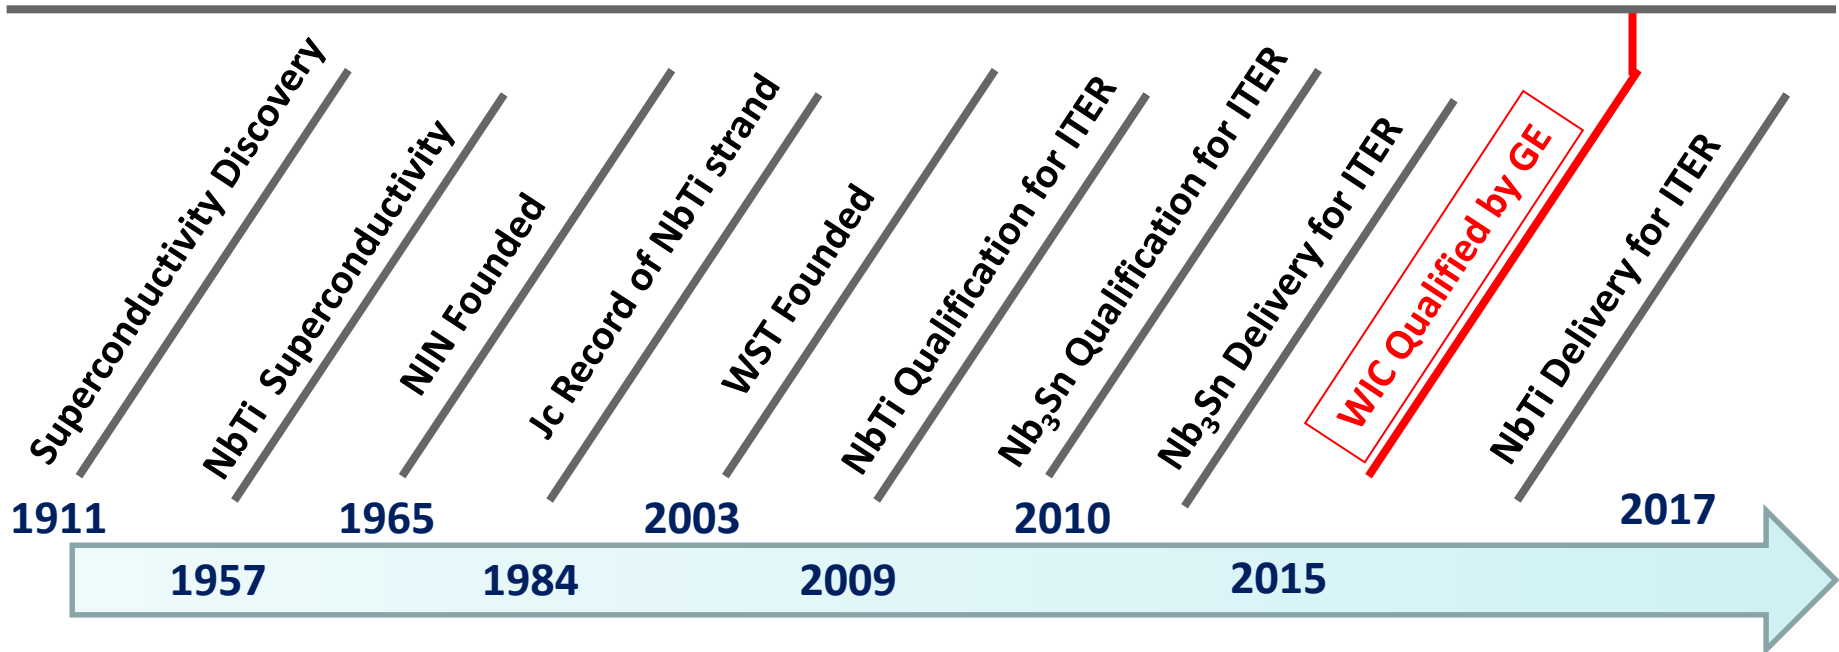 Superconductivity Discovery
NbTi Superconductivity
NIN Founded
Jc Record of NbTi strand
WST Founded
NbTi Qualification for ITER
Nb₃Sn Qualification for ITER
Nb₃Sn Delivery for ITER
WIC Qualified by GE
NbTi Delivery for ITER
1911
1965
2003
2010
2017
1957
1984
2009
2015